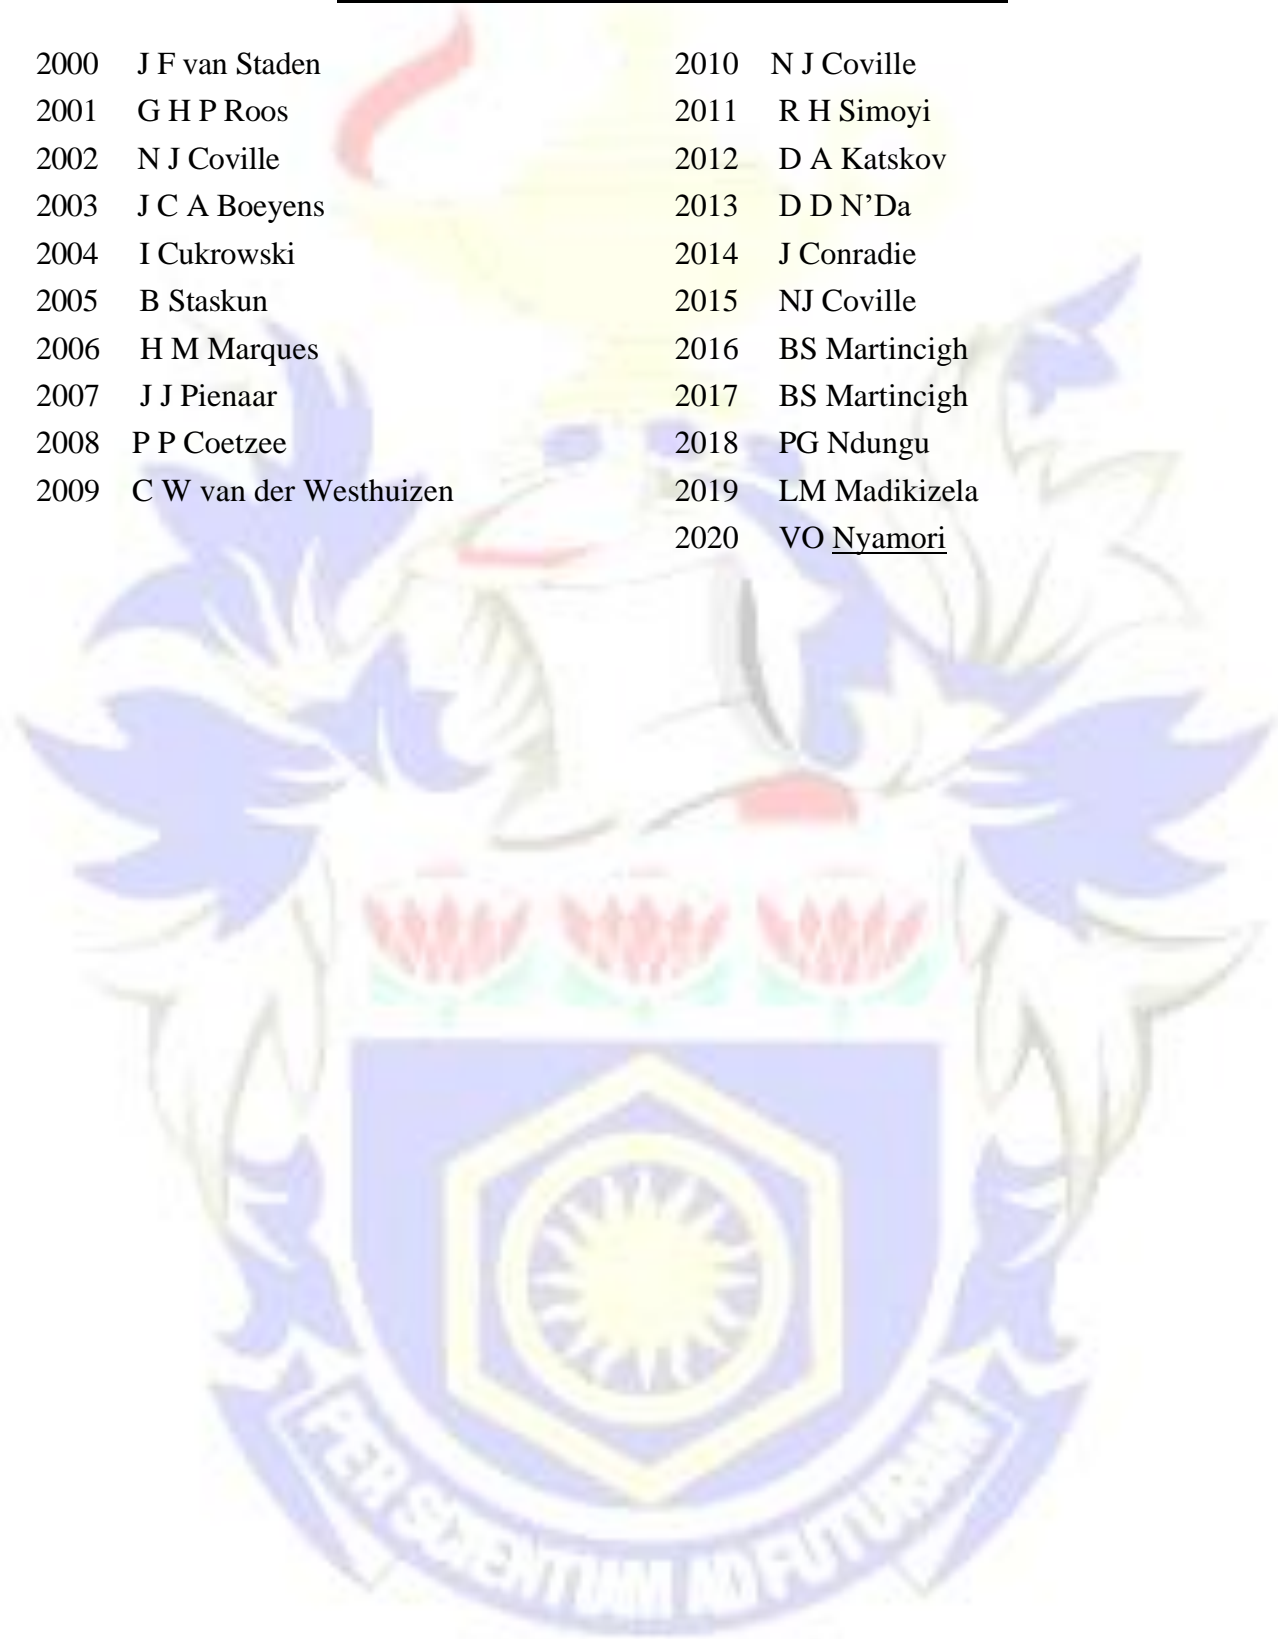 2000 J F van Staden
2001 G H P Roos
2002 N J Coville
2003 J C A Boeyens
2004 I Cukrowski
2005 B Staskun
2006 H M Marques
2007 J J Pienaar
2008 P P Coetzee
2009 C W van der Westhuizen
2010 N J Coville
2011 R H Simoyi
2012 D A Katskov
2013 D D N’Da
2014 J Conradie
2015 NJ Coville
2016 BS Martincigh
2017 BS Martincigh
2018 PG Ndungu
2019 LM Madikizela
2020 VO Nyamori
PER SCIENTIAM AD FUTURAM